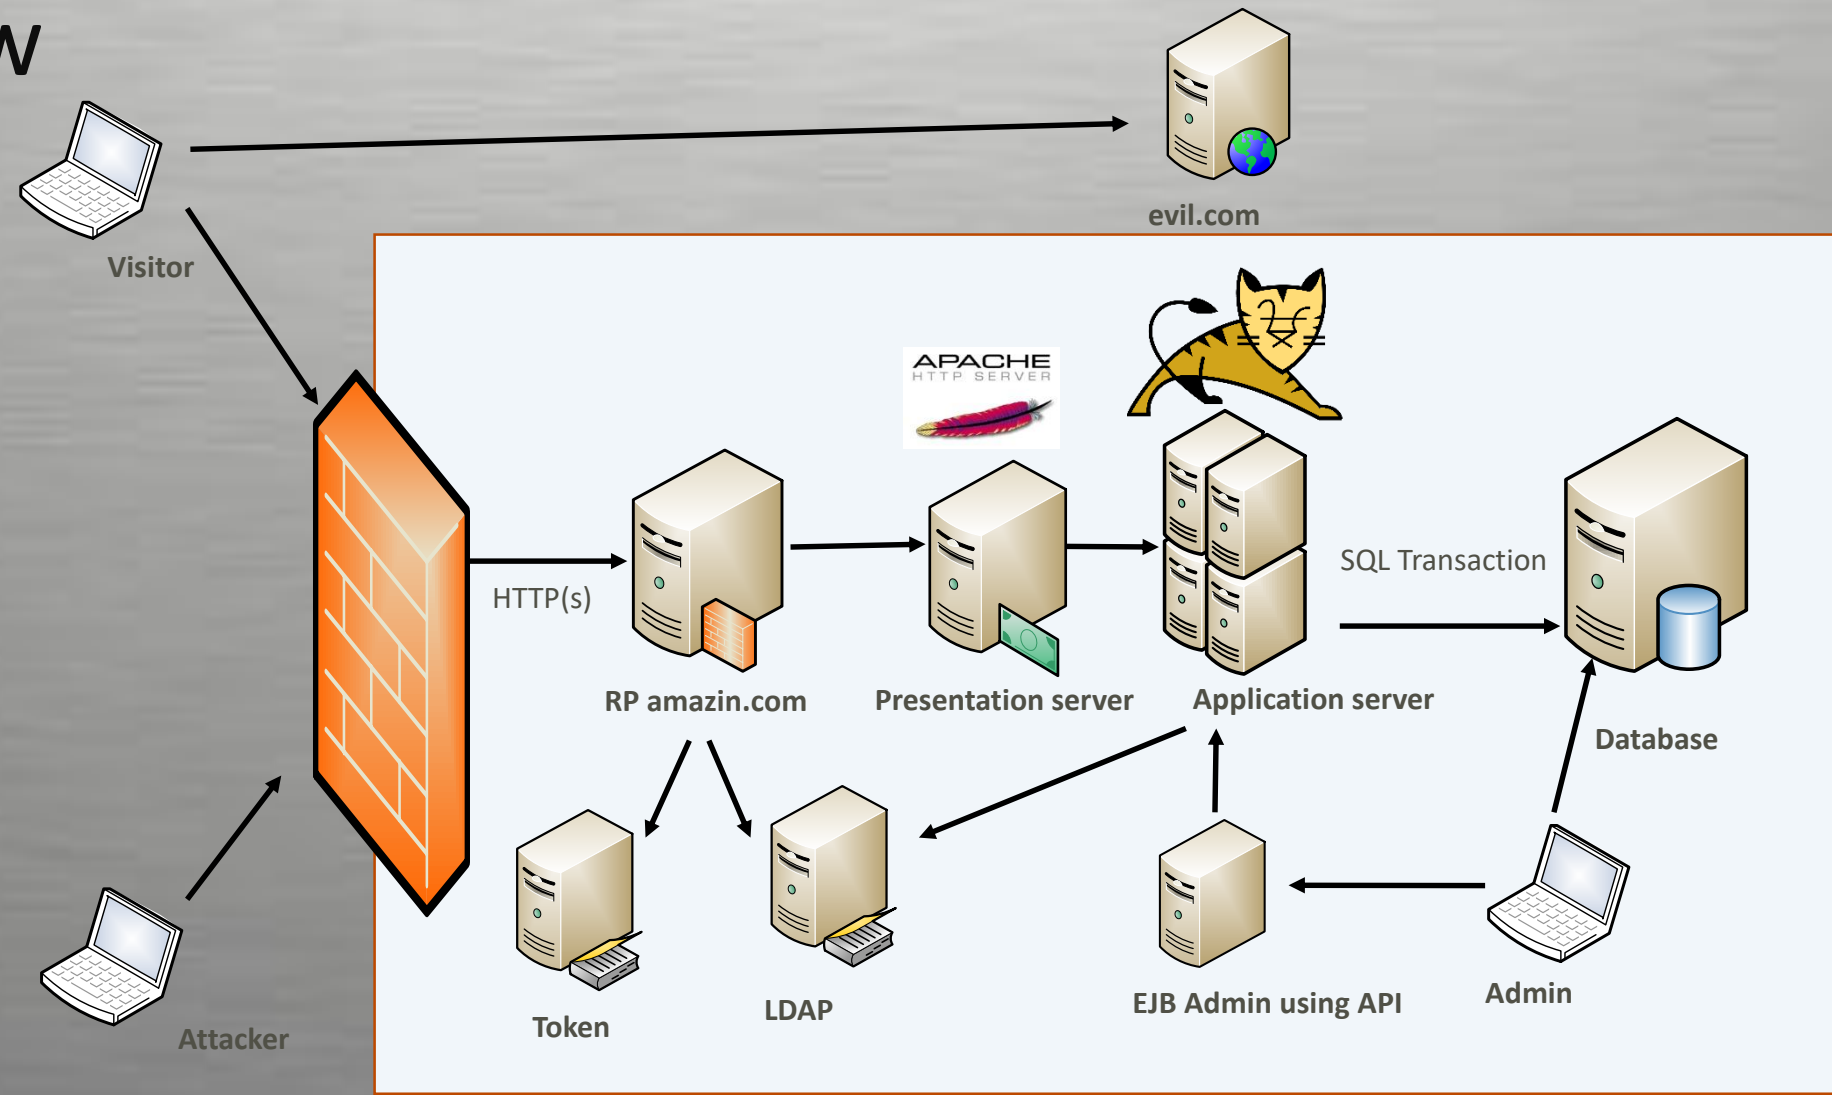 w
evil.com
Visitor
APACHE
HTTP SERVER
SQL Transaction
HTTP(s)
RP amazin.com
Presentation server
Application server
Database
Token
LDAP
EJB Admin using API
Admin
Attacker